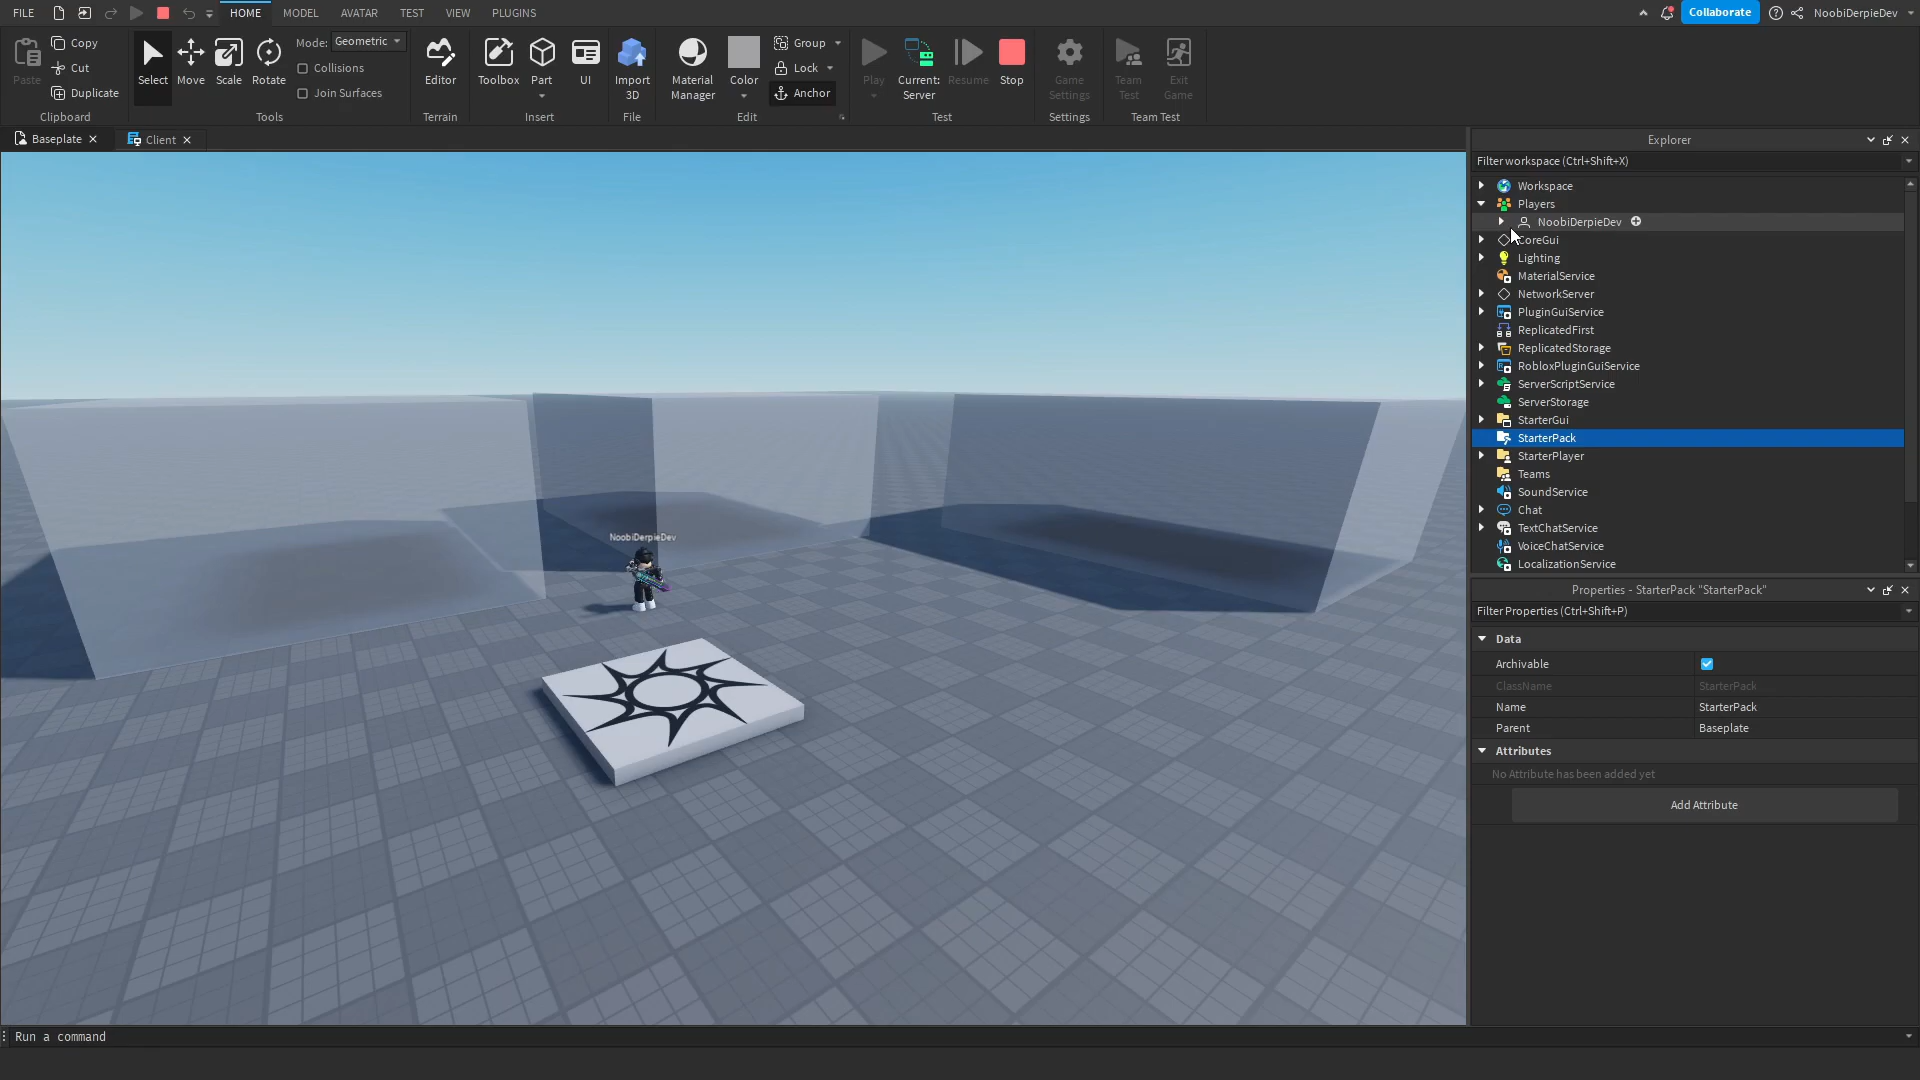 FILE
HOME MODEL AVATAR TEST VIEW PLUGINS
Collaborate
NoobiDerpieDev
Paste
Copy
Cut
Duplicate
Clipboard
Select Move Scale Rotate
Mode: Geometric
Collisions
Join Surfaces
Tools
Editor
Terrain
Toolbox Part UI
Insert
Import
3D
File
Material
Manager
Color
Group
Lock
Anchor
Edit
Play
Current:
Server
Resume
Stop
Test
Game
Settings
Settings
Team
Test
Exit
Game
Team Test
Baseplate
Client
NoobiDerpieDev
Explorer
Filter workspace (Ctrl+Shift+X)
Workspace
Players
NoobiDerpieDev
CoreGui
Lighting
MaterialService
NetworkServer
PluginGuiService
ReplicatedFirst
ReplicatedStorage
RobloxPluginGuiService
ServerScriptService
ServerStorage
StarterGui
StarterPack
StarterPlayer
Teams
SoundService
Chat
TextChatService
VoiceChatService
LocalizationService
Properties - StarterPack "StarterPack"
Filter Properties (Ctrl+Shift+P)
Data
Archivable
ClassName StarterPack
Name StarterPack
Parent Baseplate
Attributes
No Attribute has been added yet
Add Attribute
Run a command